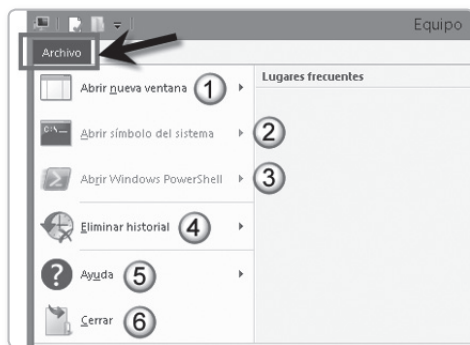 Equipo
Archivo
Lugares frecuentes
Abrir nueva ventana 1
C:\
Abrir símbolo del sistema 2
Abrir Windows PowerShell 3
Eliminar historial 4
? Ayuda 5
Cerrar 6